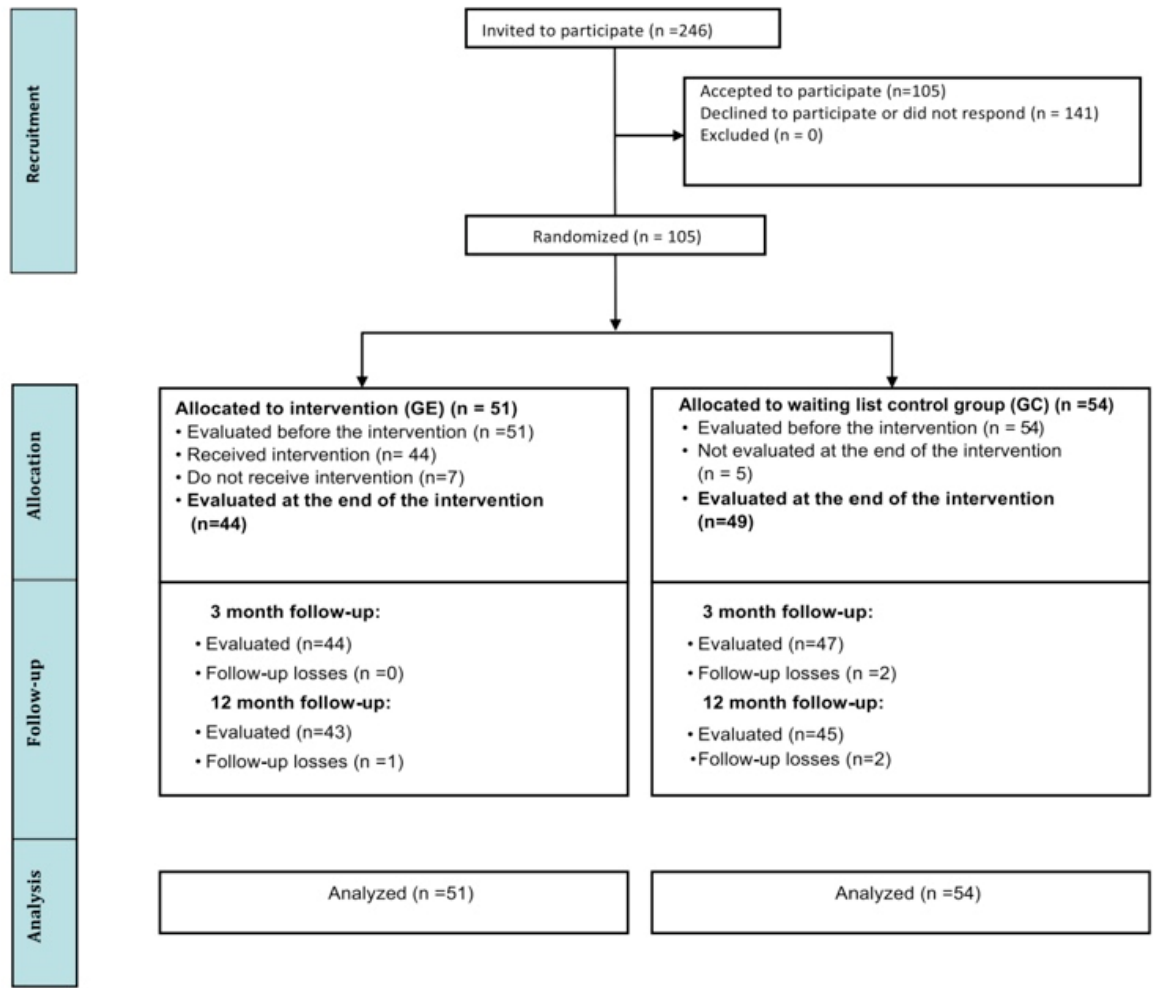 Recruitment
Invited to participate (n =246)
Accepted to participate (n=105)
Declined to participate or did not respond (n = 141)
Excluded (n = 0)
Randomized (n = 105)
Allocation
Allocated to intervention (GE) (n = 51)
• Evaluated before the intervention (n =51)
• Received intervention (n= 44)
• Do not receive intervention (n=7)
• Evaluated at the end of the intervention
(n=44)
Allocated to waiting list control group (GC) (n =54)
• Evaluated before the intervention (n = 54)
• Not evaluated at the end of the intervention
(n = 5)
• Evaluated at the end of the intervention
(n=49)
Follow-up
3 month follow-up:
• Evaluated (n=44)
• Follow-up losses (n =0)
12 month follow-up:
• Evaluated (n=43)
• Follow-up losses (n =1)
3 month follow-up:
• Evaluated (n=47)
• Follow-up losses (n =2)
12 month follow-up:
• Evaluated (n=45)
•Follow-up losses (n=2)
Analysis
Analyzed (n =51)
Analyzed (n =54)